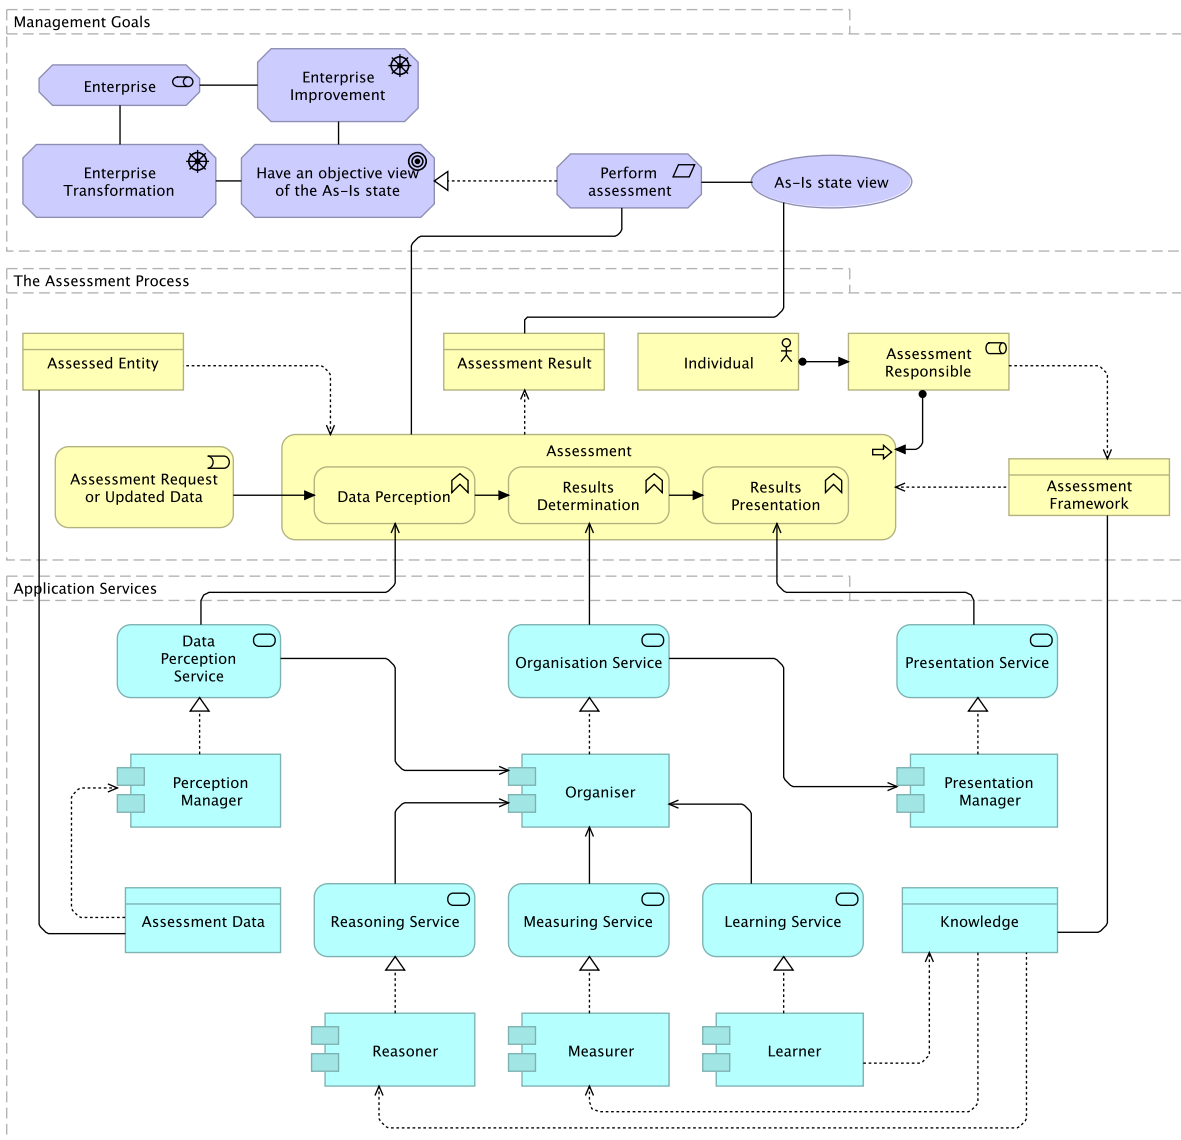 Management Goals
Enterprise
Enterprise
Improvement
Enterprise
Transformation
Have an objective view
of the As-Is state
Perform
assessment
As-Is state view
The Assessment Process
Assessed Entity
Assessment Result
Individual
Assessment
Responsible
Assessment
Assessment Request
or Updated Data
Data Perception
Results
Determination
Results
Presentation
Assessment
Framework
Application Services
Data
Perception
Service
Organisation Service
Presentation Service
Perception
Manager
Organiser
Presentation
Manager
Assessment Data
Reasoning Service
Measuring Service
Learning Service
Knowledge
Reasoner
Measurer
Learner